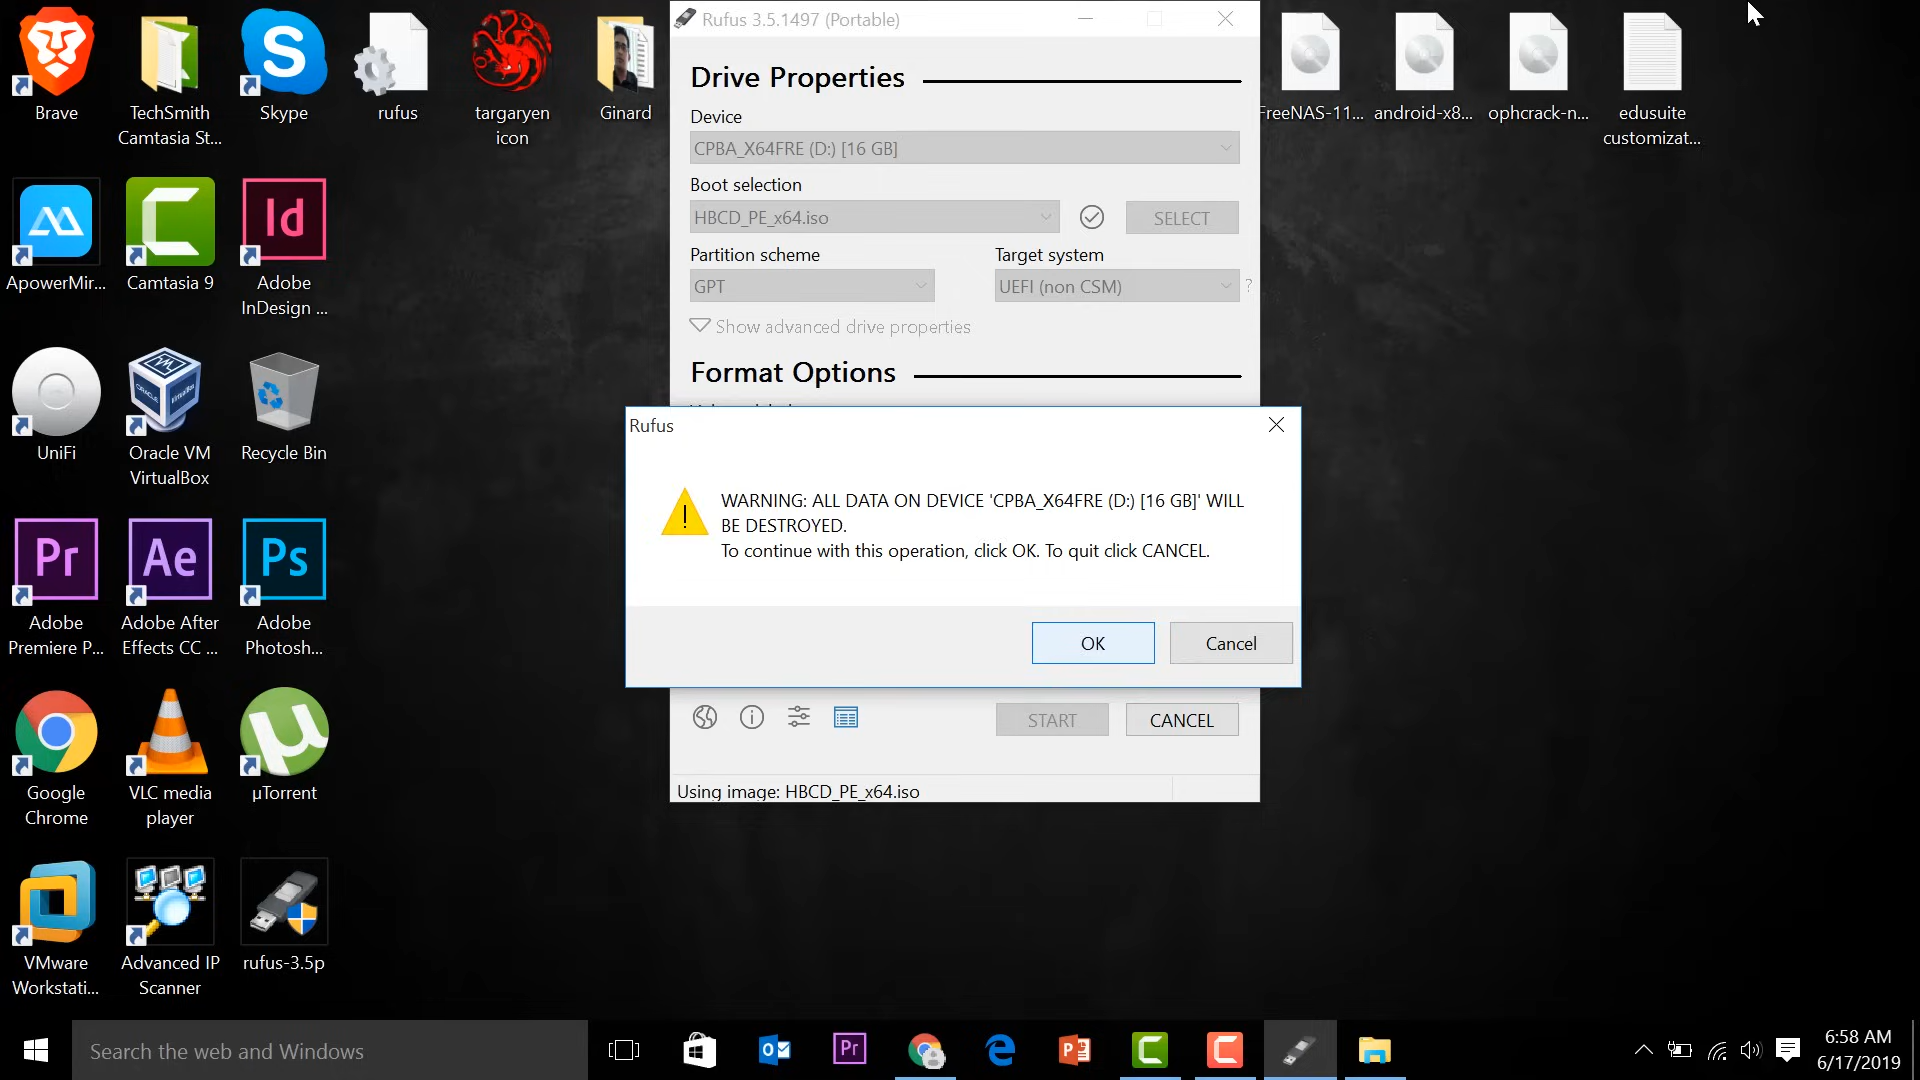 Brave
TechSmith
Camtasia St...
Skype
rufus
targaryen
icon
Ginard
ApowerMir...
Camtasia 9
Adobe
InDesign ...
UniFi
Oracle VM
VirtualBox
Recycle Bin
Adobe
Premiere P...
Adobe After
Effects CC ...
Adobe
Photosh...
Google
Chrome
VLC media
player
µTorrent
VMware
Workstati...
Advanced IP
Scanner
rufus-3.5p
Rufus 3.5.1497 (Portable)
Drive Properties
Device
CPBA_X64FRE (D:) [16 GB]
Boot selection
HBCD_PE_x64.iso
SELECT
Partition scheme
Target system
GPT
UEFI (non CSM)
?
Show advanced drive properties
Format Options
Rufus
WARNING: ALL DATA ON DEVICE 'CPBA_X64FRE (D:) [16 GB]' WILL
BE DESTROYED.
To continue with this operation, click OK. To quit click CANCEL.
OK
Cancel
START
CANCEL
Using image: HBCD_PE_x64.iso
FreeNAS-11...
android-x8...
ophcrack-n...
edusuite
customizat...
Search the web and Windows
6:58 AM
6/17/2019